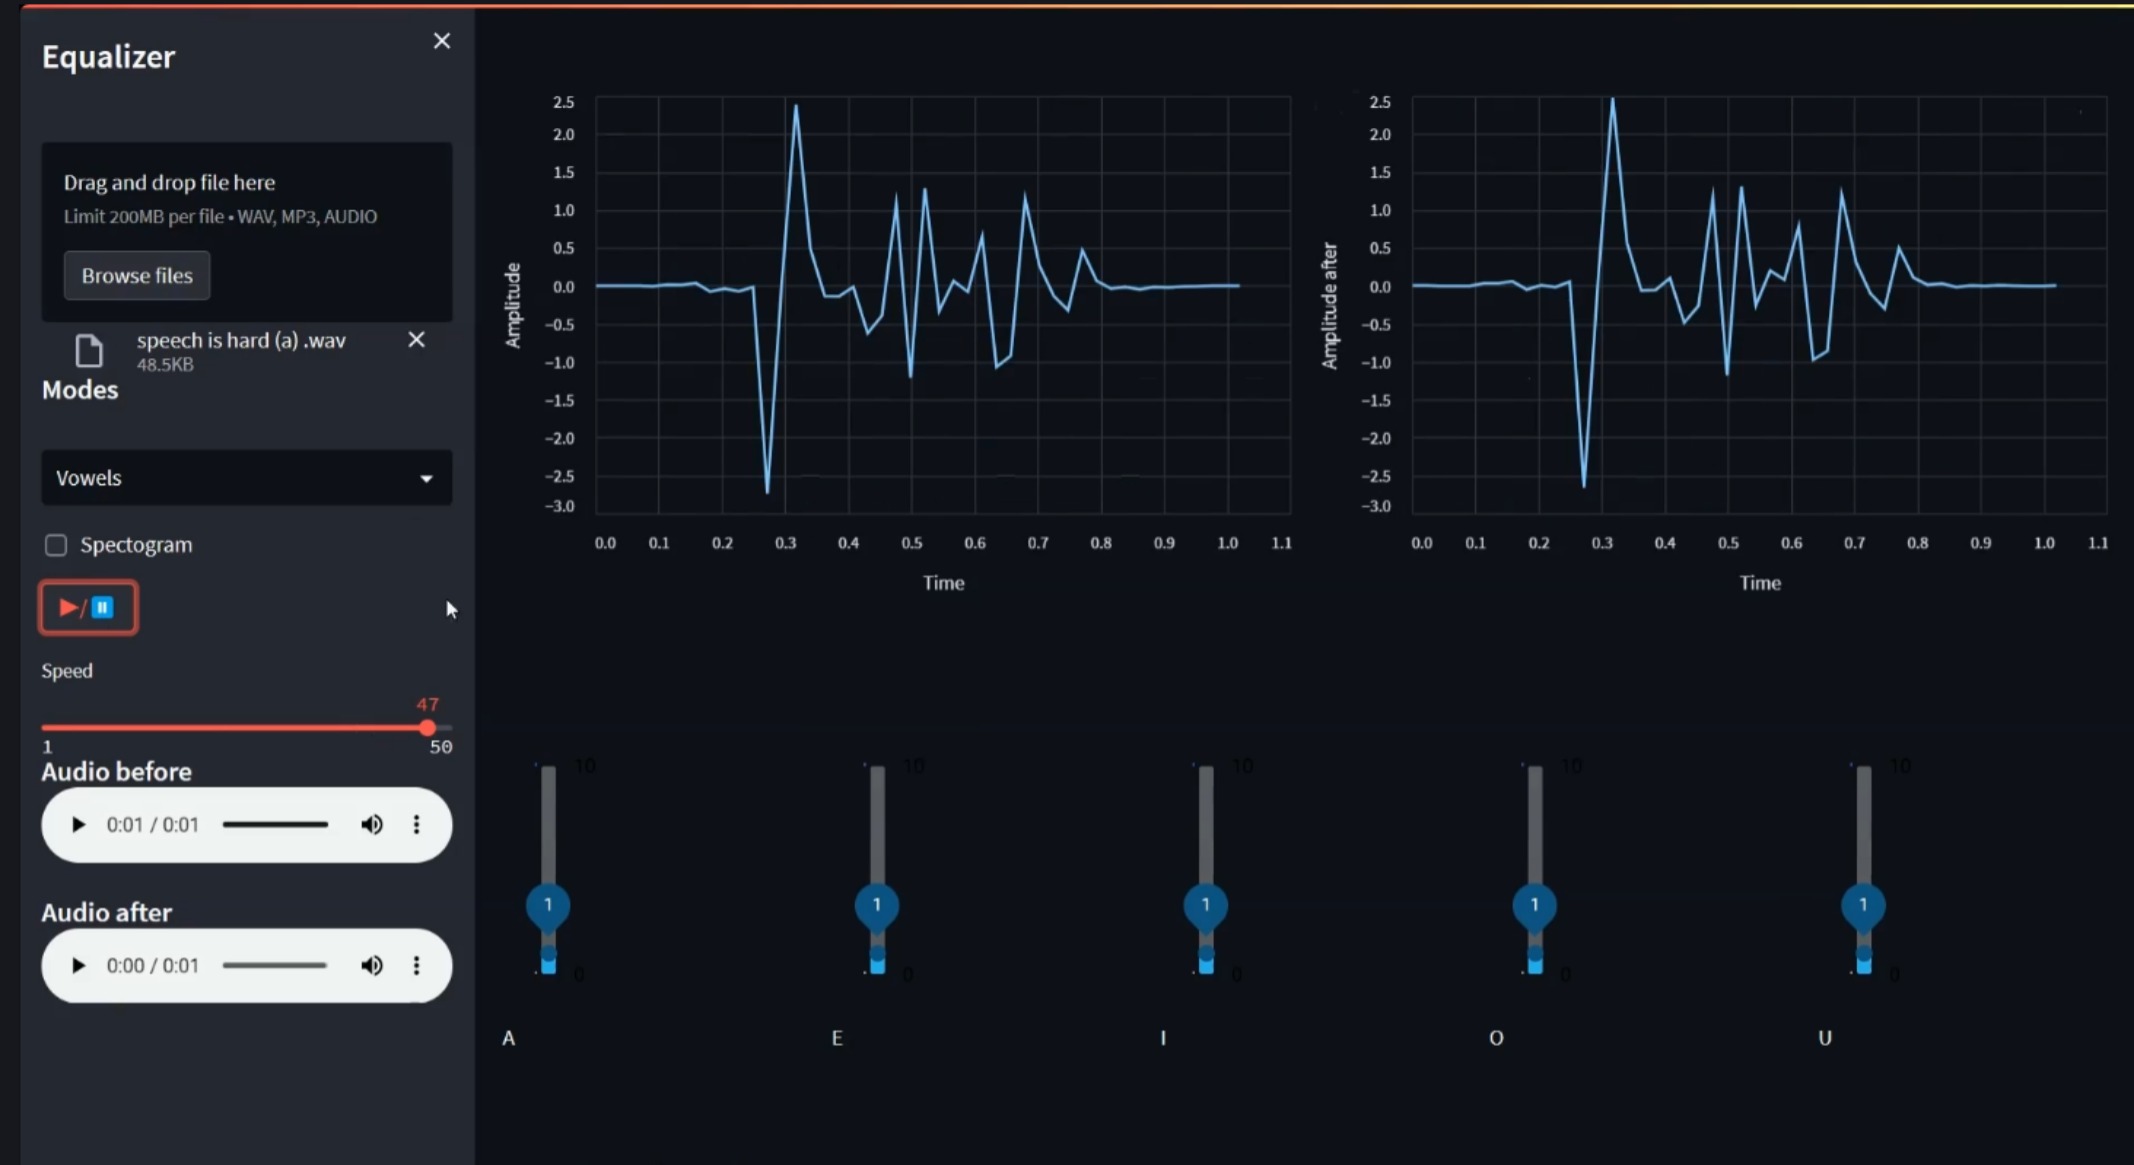 Equalizer
Drag and drop file here
Limit 200MB per file • WAV, MP3, AUDIO
Browse files
speech is hard (a) .wav
48.5KB
Modes
Vowels
Spectogram
Speed
47
1
50
Audio before
0:01 / 0:01
Audio after
0:00 / 0:01
Amplitude
2.5
2.0
1.5
1.0
0.5
0.0
−0.5
−1.0
−1.5
−2.0
−2.5
−3.0
0.0 0.1 0.2 0.3 0.4 0.5 0.6 0.7 0.8 0.9 1.0 1.1
Time
Amplitude after
2.5
2.0
1.5
1.0
0.5
0.0
−0.5
−1.0
−1.5
−2.0
−2.5
−3.0
0.0 0.1 0.2 0.3 0.4 0.5 0.6 0.7 0.8 0.9 1.0 1.1
Time
10 10 10 10 10
1 1 1 1 1
0 0 0 0 0
A E I O U